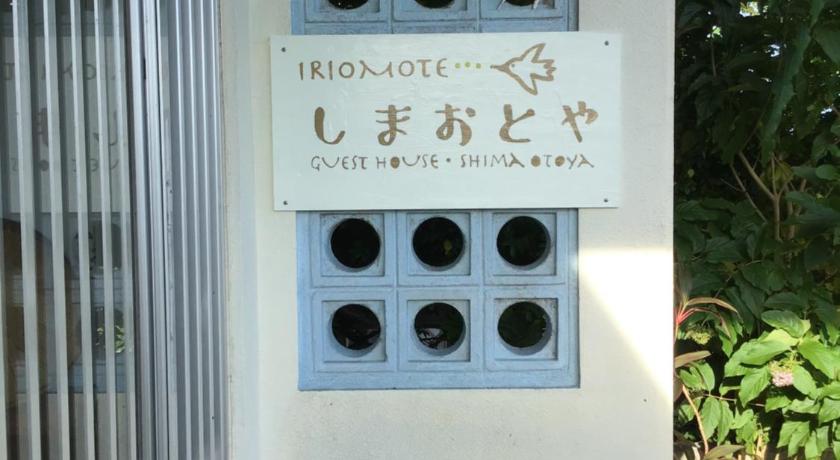 IRIOMOTE•••
しまおとや
GUEST HOUSE・SHIMA OTOYA